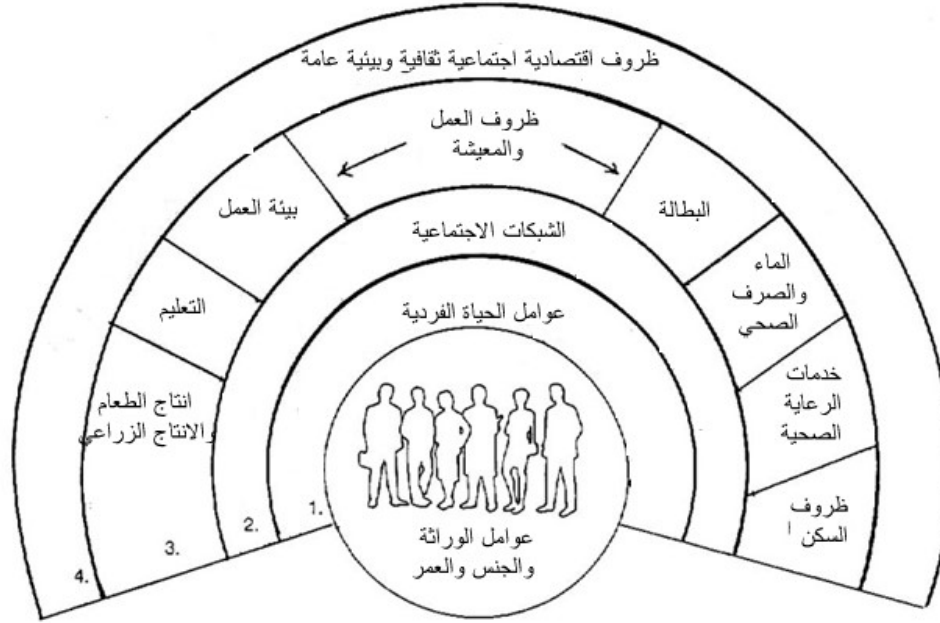 ظروف اقتصادية اجتماعية ثقافية وبيئية عامة
ظروف العمل
والمعيشة
بيئة العمل
البطالة
الشبكات الاجتماعية
الماء
والصرف
الصحي
التعليم
عوامل الحياة الفردية
خدمات
الرعاية
الصحية
انتاج الطعام
والانتاج الزراعي
ظروف
السكن
1.
2.
3.
4.
عوامل الوراثة
والجنس والعمر